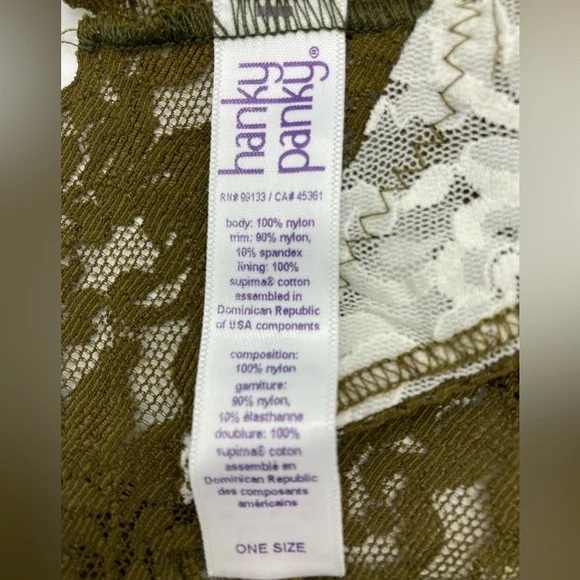 hanky
panky®
RN# 99133 / CA# 45361
body: 100% nylon
trim: 90% nylon,
10% spandex
lining: 100%
supima® cotton
assembled in
Dominican Republic
of USA components
composition:
100% nylon
garniture:
90% nylon,
10% élasthanne
doublure: 100%
supima® coton
assemblé en
Dominican Republic
des composants
américains
ONE SIZE